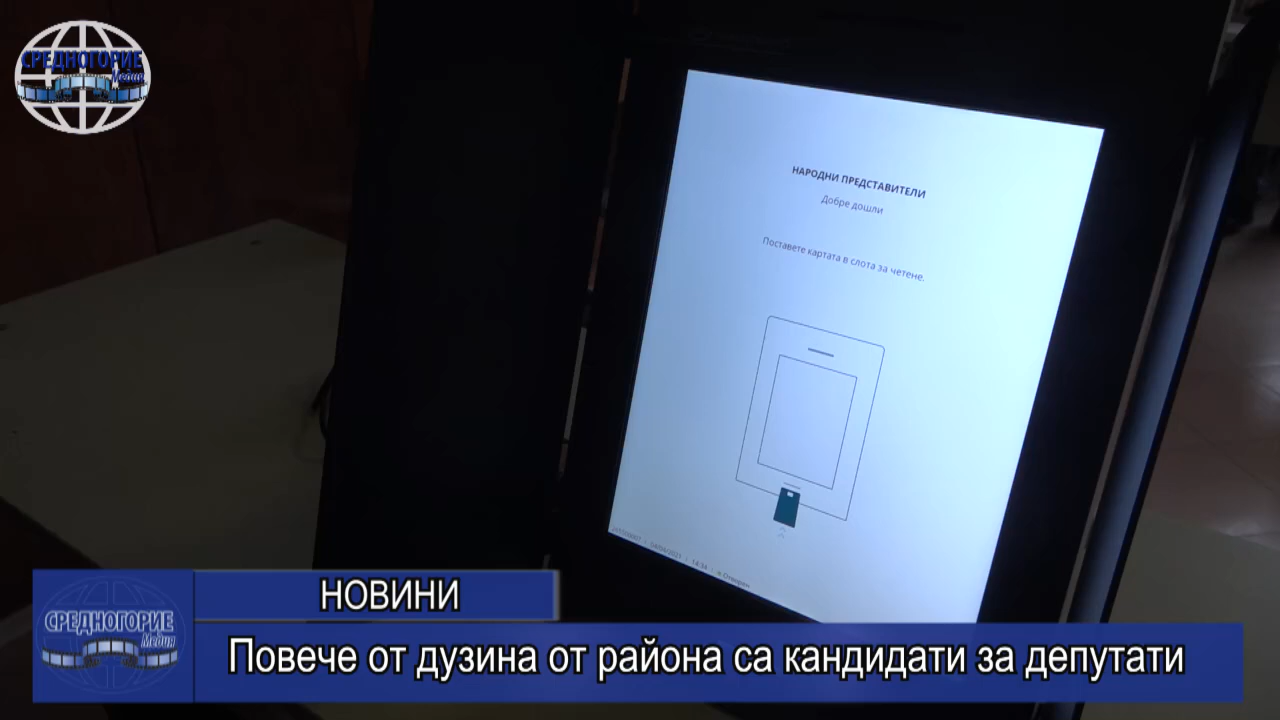 СРЕДНОГОРИЕ
Медия
НАРОДНИ ПРЕДСТАВИТЕЛИ
Добре дошли
Поставете картата в слота за четене.
НОВИНИ
СРЕДНОГОРИЕ
Медия
Повече от дузина от района са кандидати за депутати